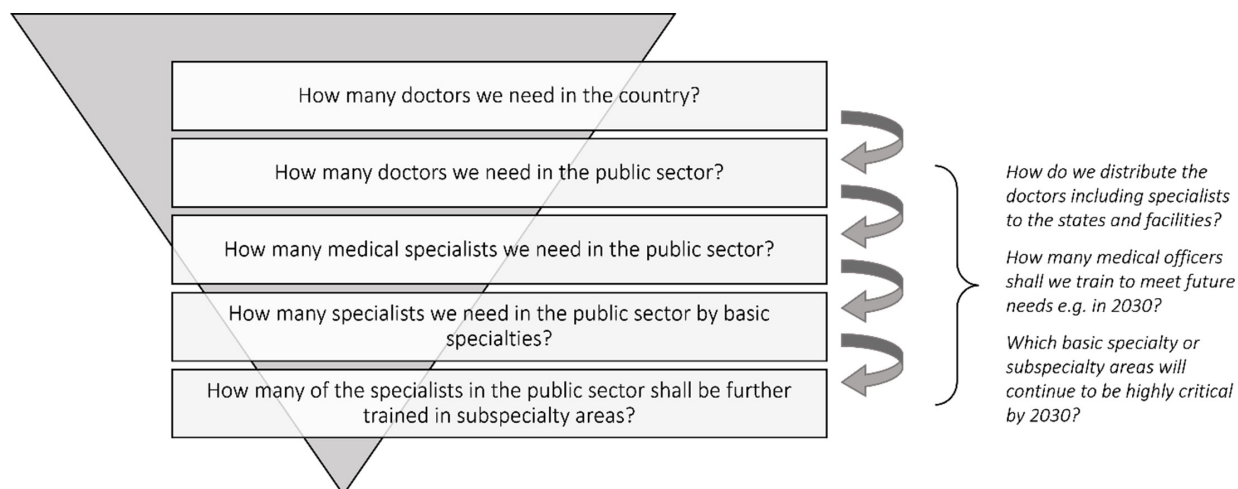 How many doctors we need in the country?
How many doctors we need in the public sector?
How many medical specialists we need in the public sector?
How many specialists we need in the public sector by basic
specialties?
How many of the specialists in the public sector shall be further
trained in subspecialty areas?
How do we distribute the
doctors including specialists
to the states and facilities?
How many medical officers
shall we train to meet future
needs e.g. in 2030?
Which basic specialty or
subspecialty areas will
continue to be highly critical
by 2030?